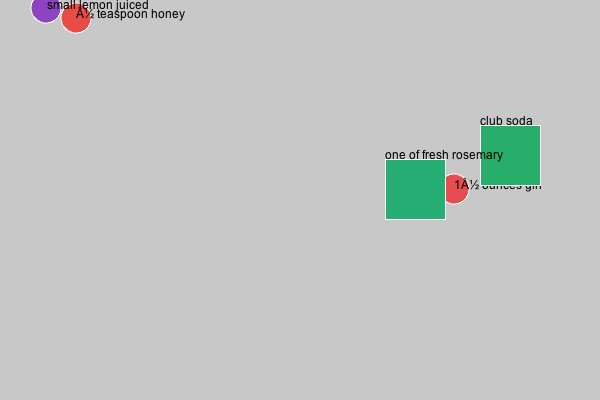 small lemon juiced
Â½ teaspoon honey
club soda
one of fresh rosemary
1Â½ ounces gin